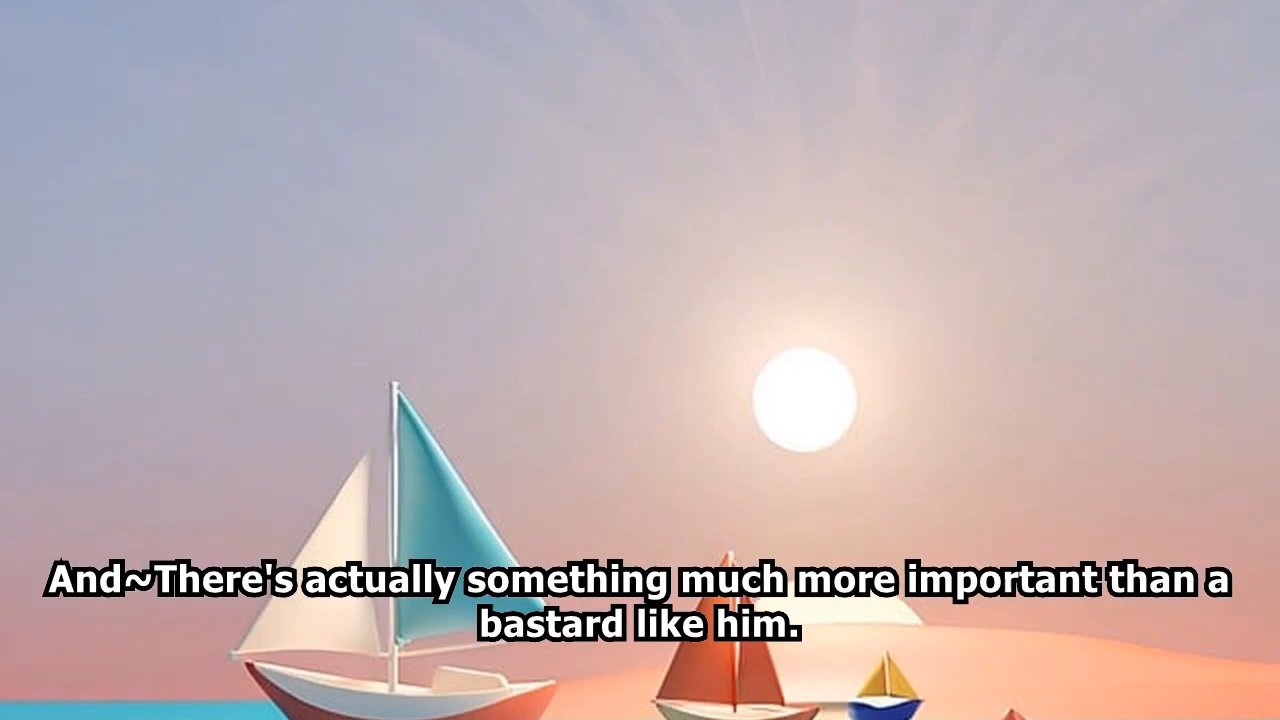 And~There's actually something much more important than a
bastard like him.